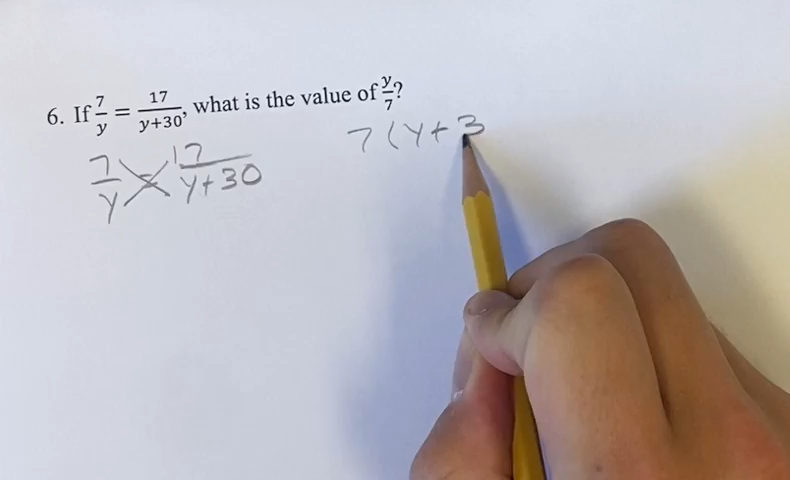 6. If 7/y = 17/y+30, what is the value of y/7?
7 (y + 3
7/y = 17/y+30